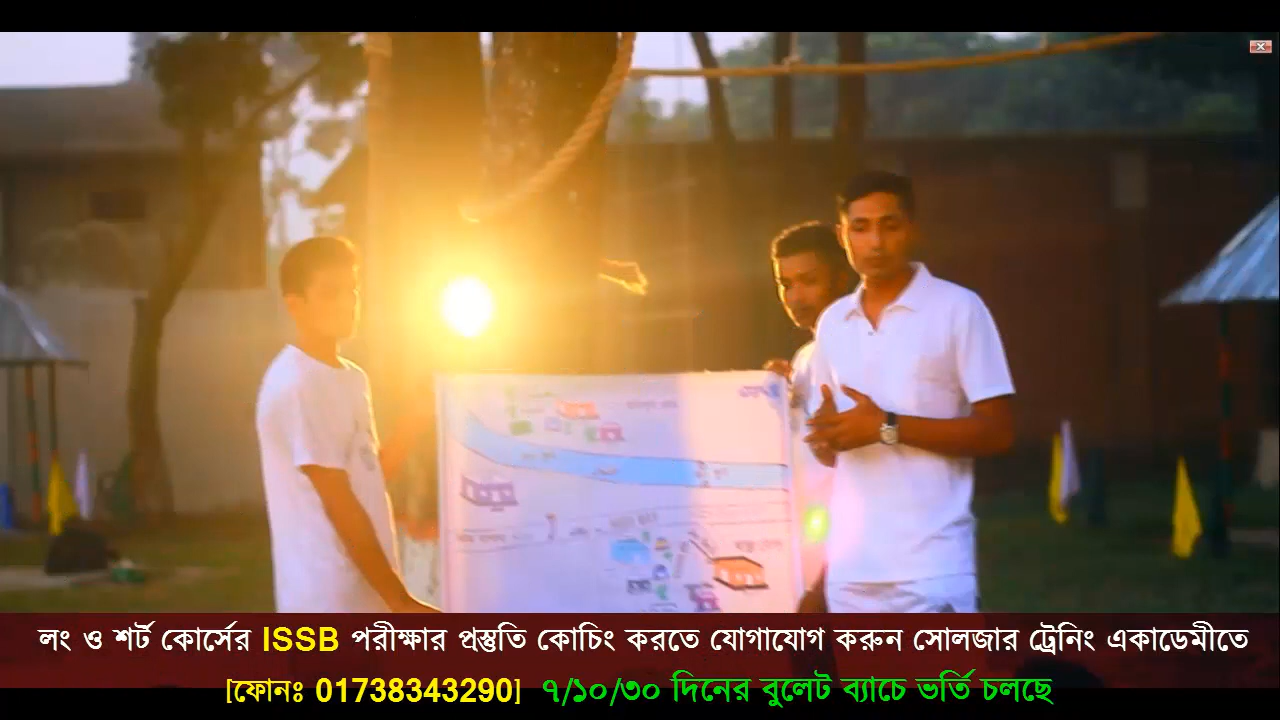 লং ও শর্ট কোর্সের ISSB পরীক্ষার প্রস্তুতি কোচিং করতে যোগাযোগ করুন সোলজার ট্রেনিং একাডেমীতে
[ফোনঃ 01738343290] ৭/১০/৩০ দিনের বুলেট ব্যাচে ভর্তি চলছে